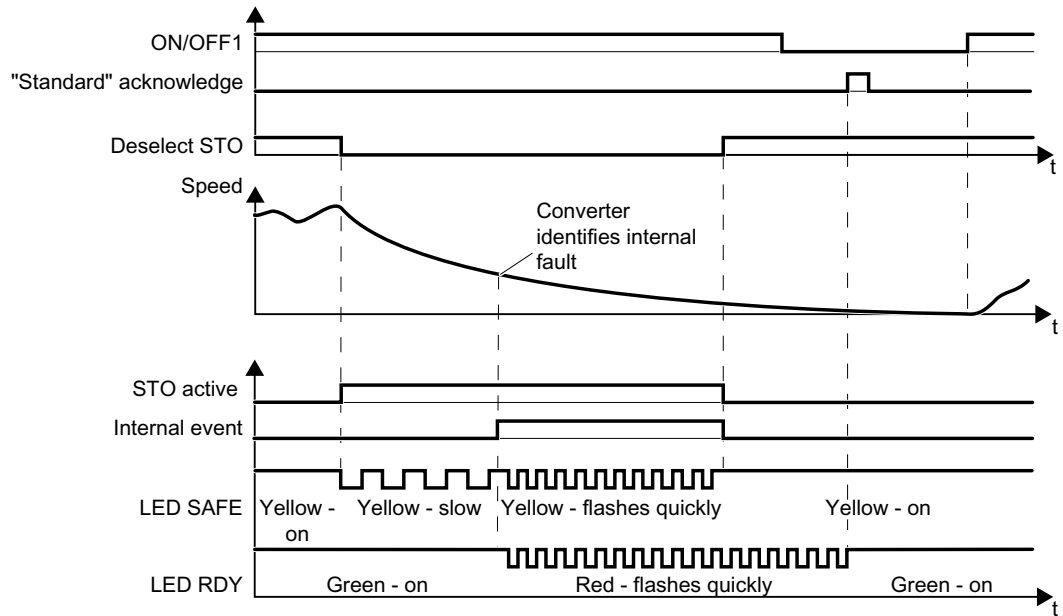 ON/OFF1
"Standard" acknowledge
Deselect STO
t
Speed
Converter
identifies internal
fault
t
STO active
Internal event
LED SAFE
Yellow -
on
Yellow - slow
Yellow - flashes quickly
Yellow - on
LED RDY
Green - on
Red - flashes quickly
Green - on
t